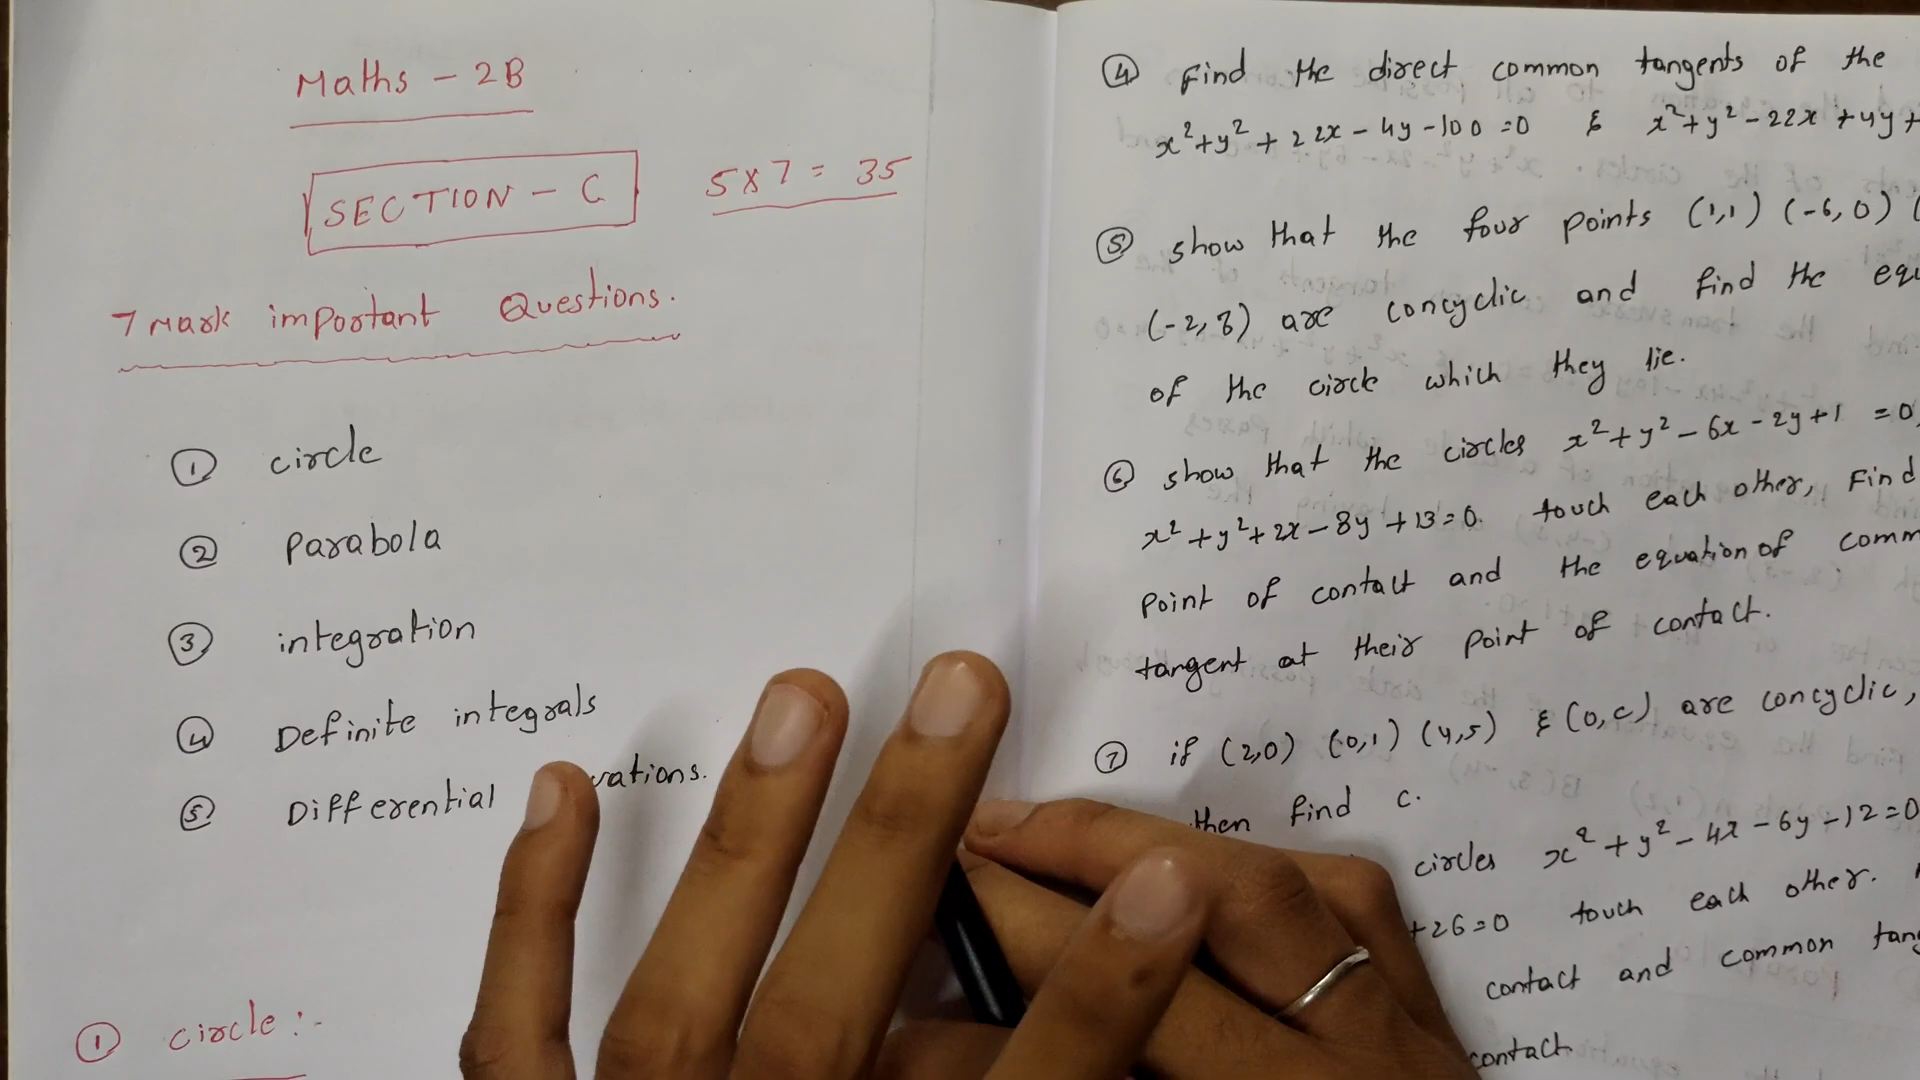 Maths - 2B
SECTION - C
5x7 = 35
7 Mark important Questions.
① circle
② parabola
③ integration
④ Definite integrals
⑤ Differential
① circle :-
④ Find the direct common tangents of the
x²+y²+22x-4y-100=0 & x²+y²-22x+4y+
⑤ show that the four points (1,1) (-6,0)
(-2,8) are concyclic and find the
of the circle which they lie.
⑥ show that the circles x²+y²-6x-2y+1=0,
x²+y²+2x-8y+13=0. touch each other, Find
point of contact and the equation of
tangent at their point of contact.
⑦ if (2,0) (0,1) (4,5) & (0,c) are concyclic,
then find c.
circles x²+y²-4x-6y-12=0
+26=0 touch each other.
contact and common
contact